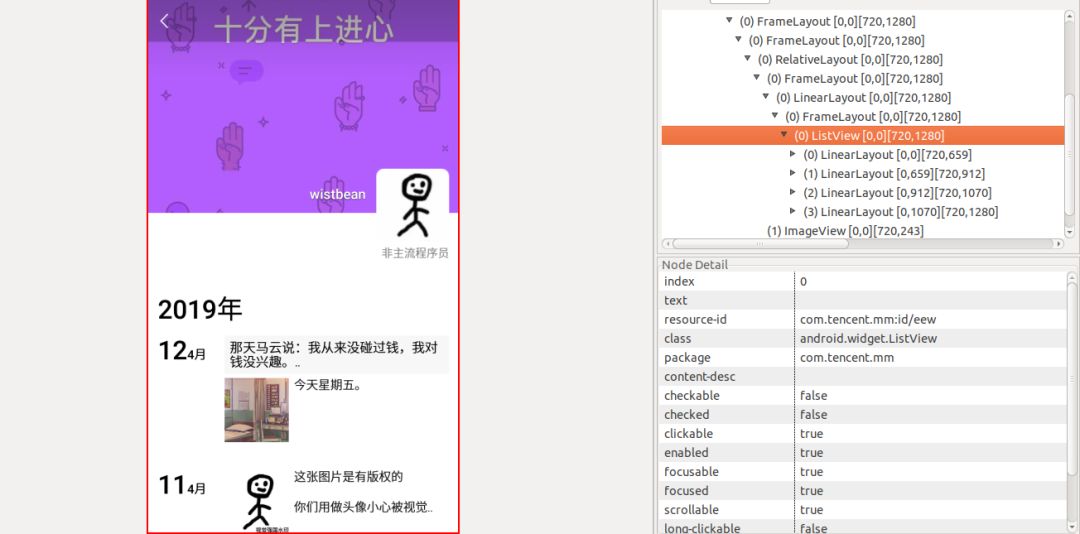 十分有上进心
wistbean
非主流程序员
2019年
12 4月
那天马云说：我从来没碰过钱，我对
钱没兴趣。..
今天星期五。
11 4月
这张图片是有版权的
你们用做头像小心被视觉..
(0) FrameLayout [0,0][720,1280]
(0) FrameLayout [0,0][720,1280]
(0) RelativeLayout [0,0][720,1280]
(0) FrameLayout [0,0][720,1280]
(0) LinearLayout [0,0][720,1280]
(0) FrameLayout [0,0][720,1280]
(0) ListView [0,0][720,1280]
(0) LinearLayout [0,0][720,659]
(1) LinearLayout [0,659][720,912]
(2) LinearLayout [0,912][720,1070]
(3) LinearLayout [0,1070][720,1280]
(1) ImageView [0,0][720,243]
Node Detail
index 0
text
resource-id com.tencent.mm:id/eew
class android.widget.ListView
package com.tencent.mm
content-desc
checkable false
checked false
clickable true
enabled true
focusable true
focused true
scrollable true
long-clickable false